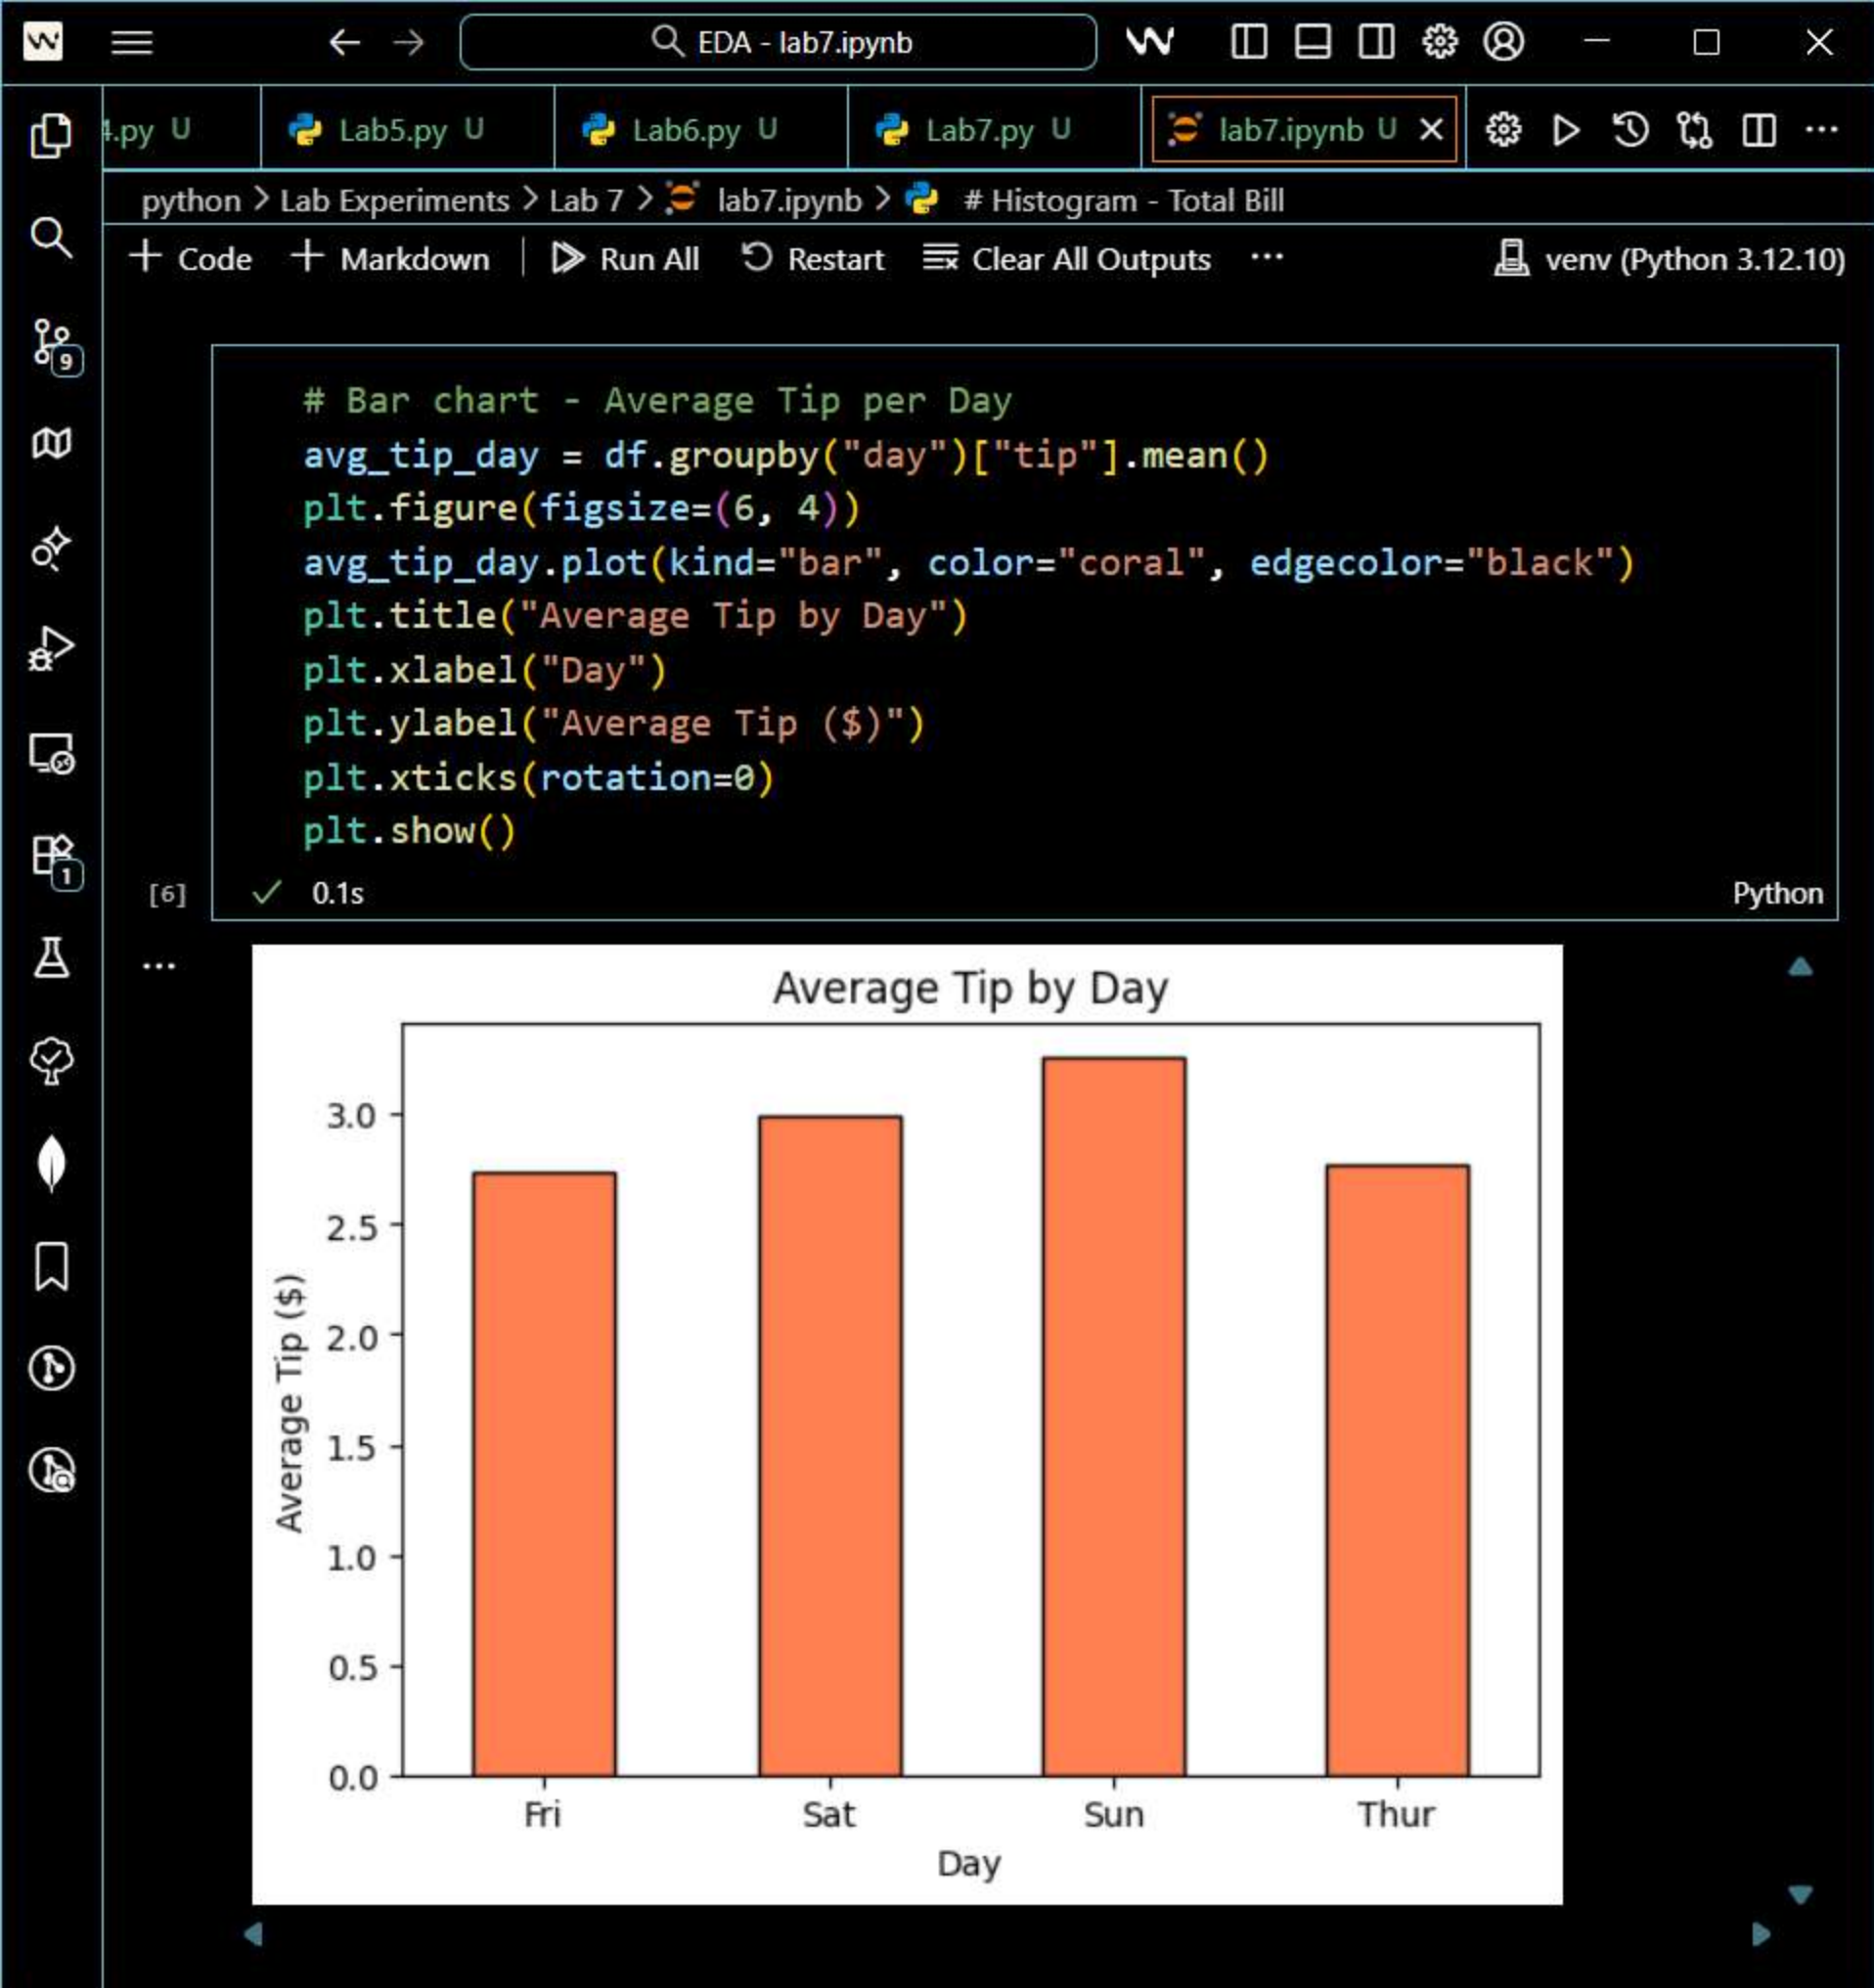 EDA - lab7.ipynb
4.py U Lab5.py U Lab6.py U Lab7.py U lab7.ipynb U
python > Lab Experiments > Lab 7 > lab7.ipynb > # Histogram - Total Bill
+ Code + Markdown | Run All Restart Clear All Outputs ... venv (Python 3.12.10)
9
1
# Bar chart - Average Tip per Day
avg_tip_day = df.groupby("day")["tip"].mean()
plt.figure(figsize=(6, 4))
avg_tip_day.plot(kind="bar", color="coral", edgecolor="black")
plt.title("Average Tip by Day")
plt.xlabel("Day")
plt.ylabel("Average Tip ($)")
plt.xticks(rotation=0)
plt.show()
[6] 0.1s Python
Average Tip by Day
Average Tip ($)
3.0
2.5
2.0
1.5
1.0
0.5
0.0
Fri Sat Sun Thur
Day